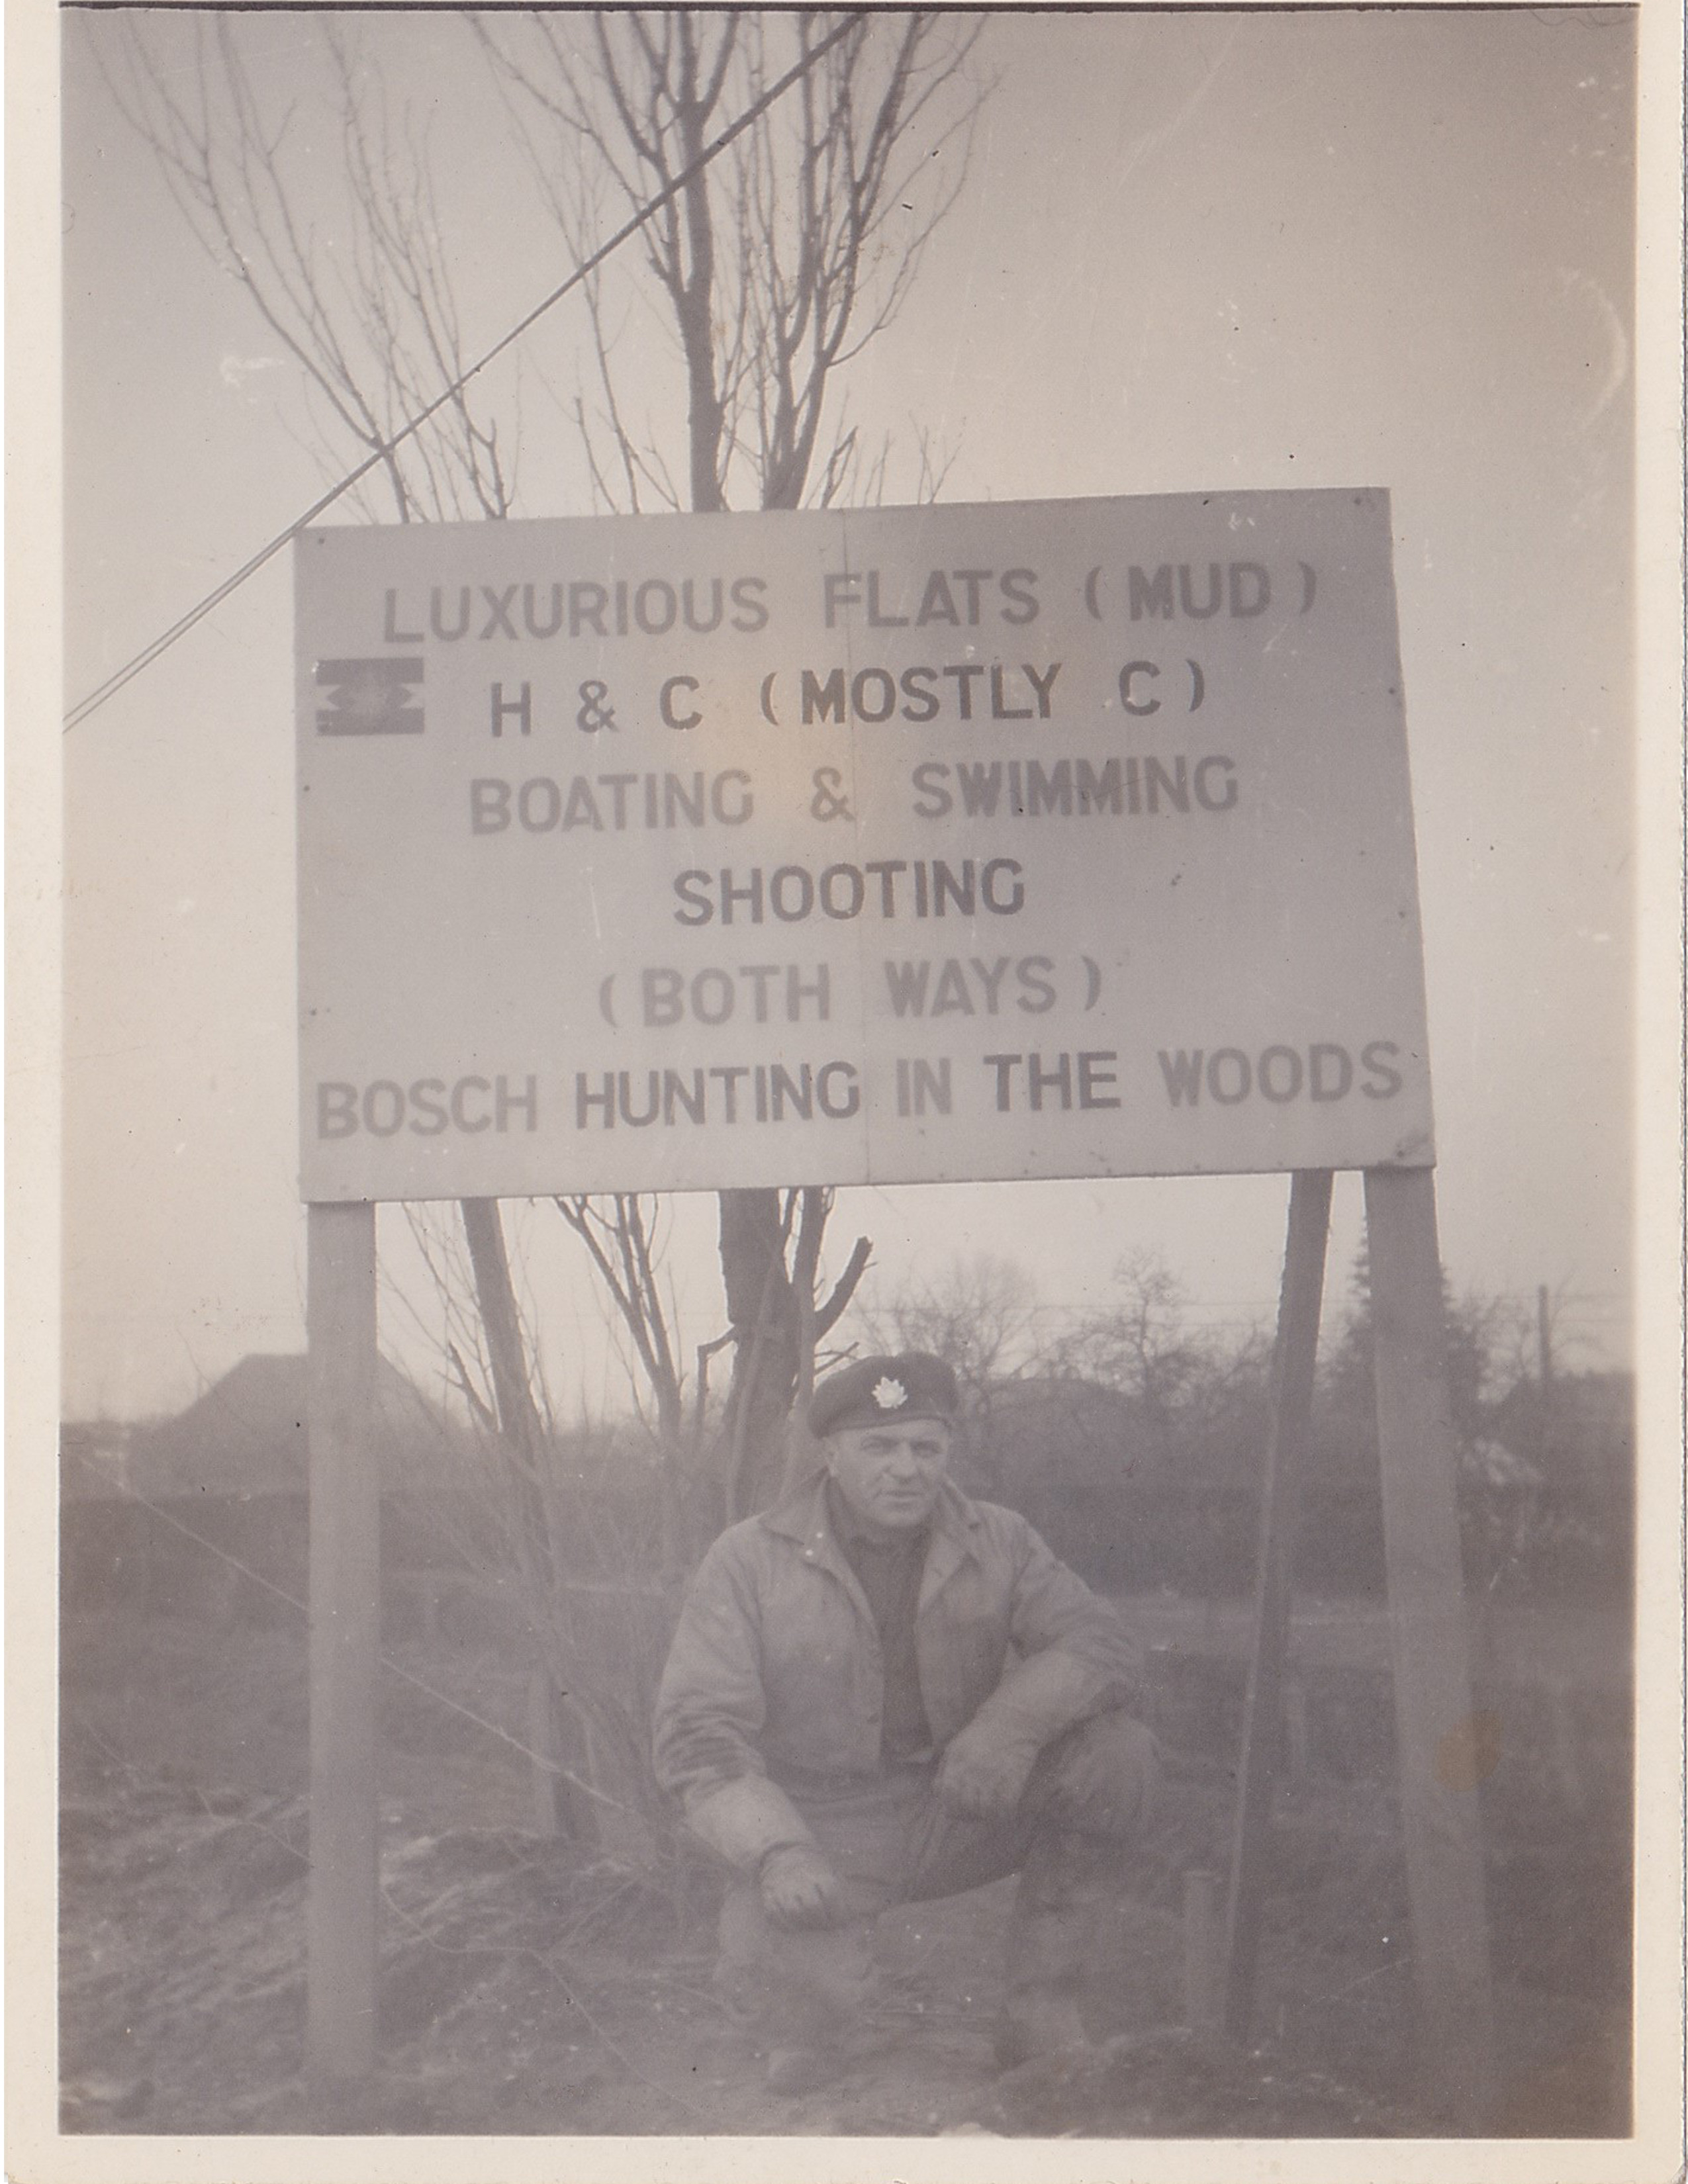 LUXURIOUS FLATS (MUD)
H & C (MOSTLY C)
BOATING & SWIMMING
SHOOTING
(BOTH WAYS)
BOSCH HUNTING IN THE WOODS